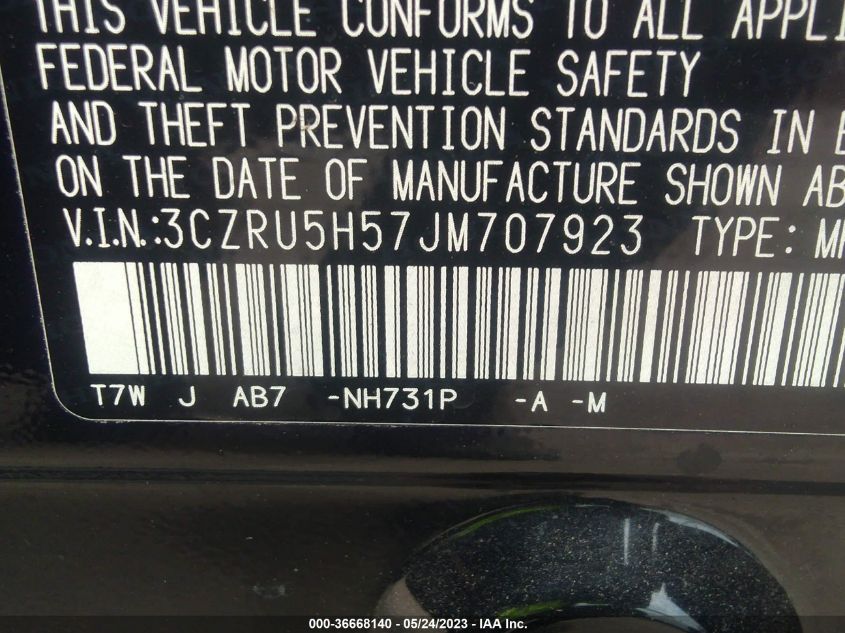 THIS VEHICLE CONFORMS TO ALL
FEDERAL MOTOR VEHICLE SAFETY
AND THEFT PREVENTION STANDARDS IN
ON THE DATE OF MANUFACTURE SHOWN
V.I.N.:3CZRU5H57JM707923 TYPE:
T7W J AB7 -NH731P -A -M
000-36668140 - 05/24/2023 - IAA Inc.